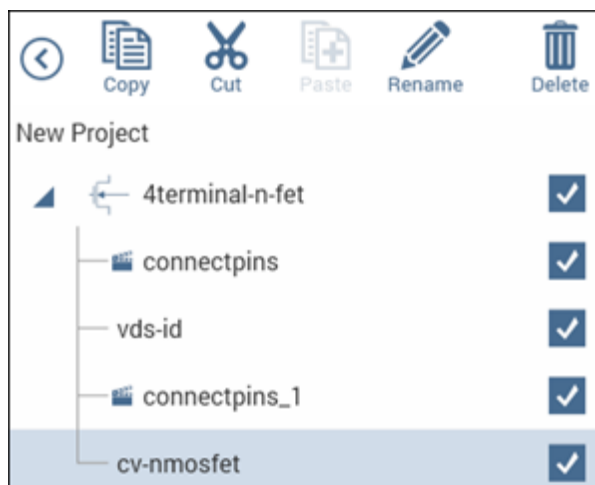 Copy Cut Paste Rename Delete
New Project
4terminal-n-fet
connectpins
vds-id
connectpins_1
cv-nmosfet